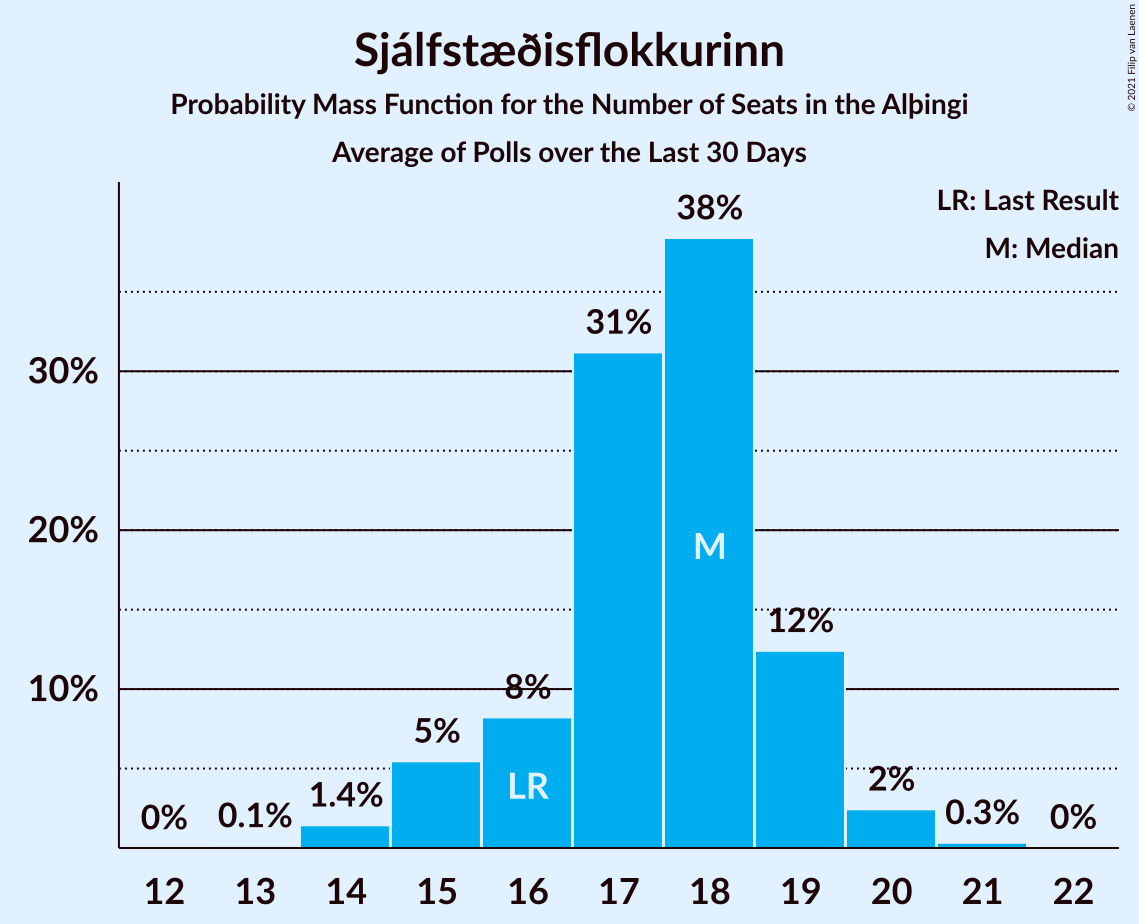 Sjálfstæðisflokkurinn
Probability Mass Function for the Number of Seats in the Alþingi
Average of Polls over the Last 30 Days
© 2021 Filip van Laenen
LR: Last Result
M: Median
38%
31%
30%
20%
M
12%
10%
8%
5%
LR
1.4%
2%
0%
0.1%
0.3%
0%
12 13 14 15 16 17 18 19 20 21 22